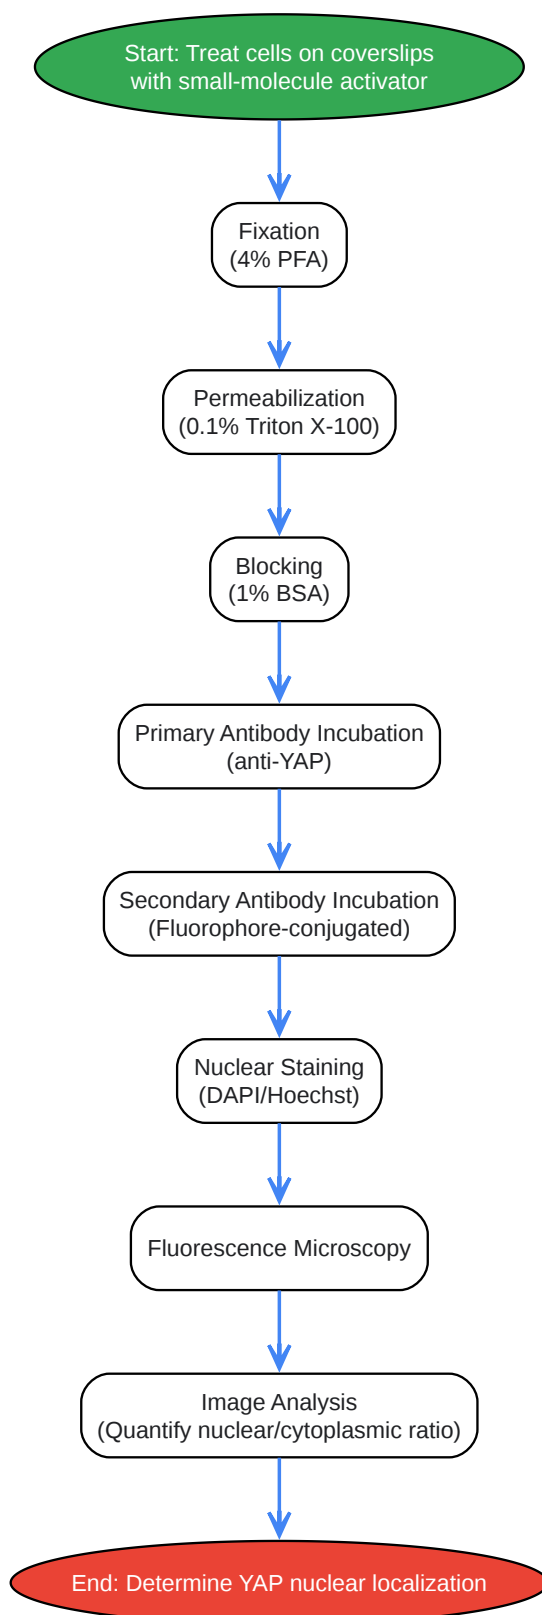 Start: Treat cells on coverslips
with small-molecule activator
Fixation
(4% PFA)
Permeabilization
(0.1% Triton X-100)
Blocking
(1% BSA)
Primary Antibody Incubation
(anti-YAP)
Secondary Antibody Incubation
(Fluorophore-conjugated)
Nuclear Staining
(DAPI/Hoechst)
Fluorescence Microscopy
Image Analysis
(Quantify nuclear/cytoplasmic ratio)
End: Determine YAP nuclear localization